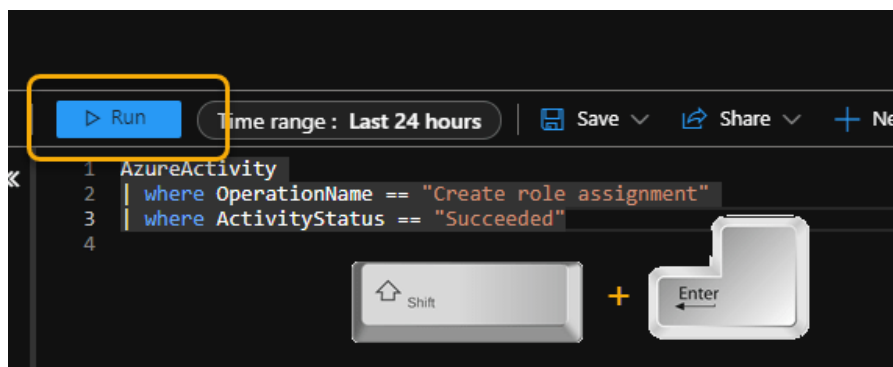 Run Time range : Last 24 hours Save Share Ne
1 AzureActivity
2 | where OperationName == "Create role assignment"
3 | where ActivityStatus == "Succeeded"
4
Shift + Enter